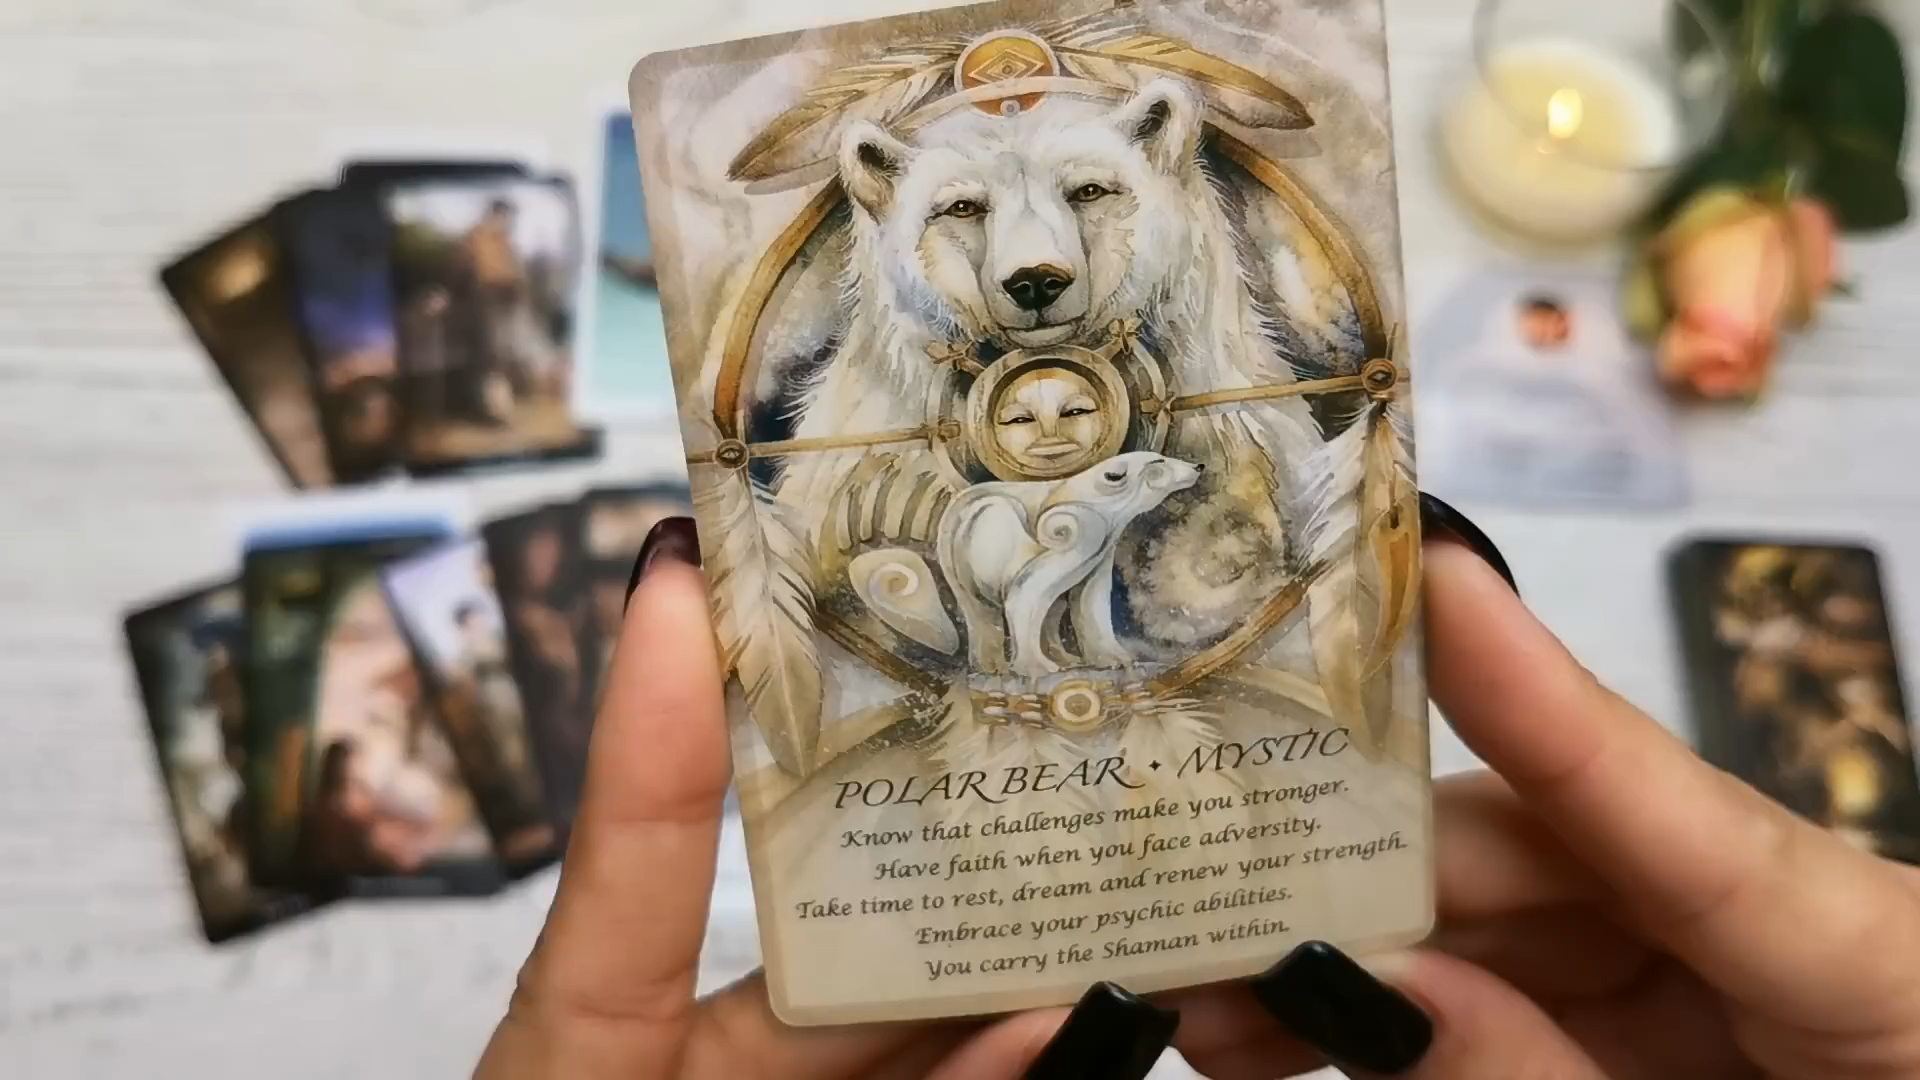 POLAR BEAR ✦ MYSTIC
Know that challenges make you stronger.
Have faith when you face adversity.
Take time to rest, dream and renew your strength.
Embrace your psychic abilities.
You carry the Shaman within.